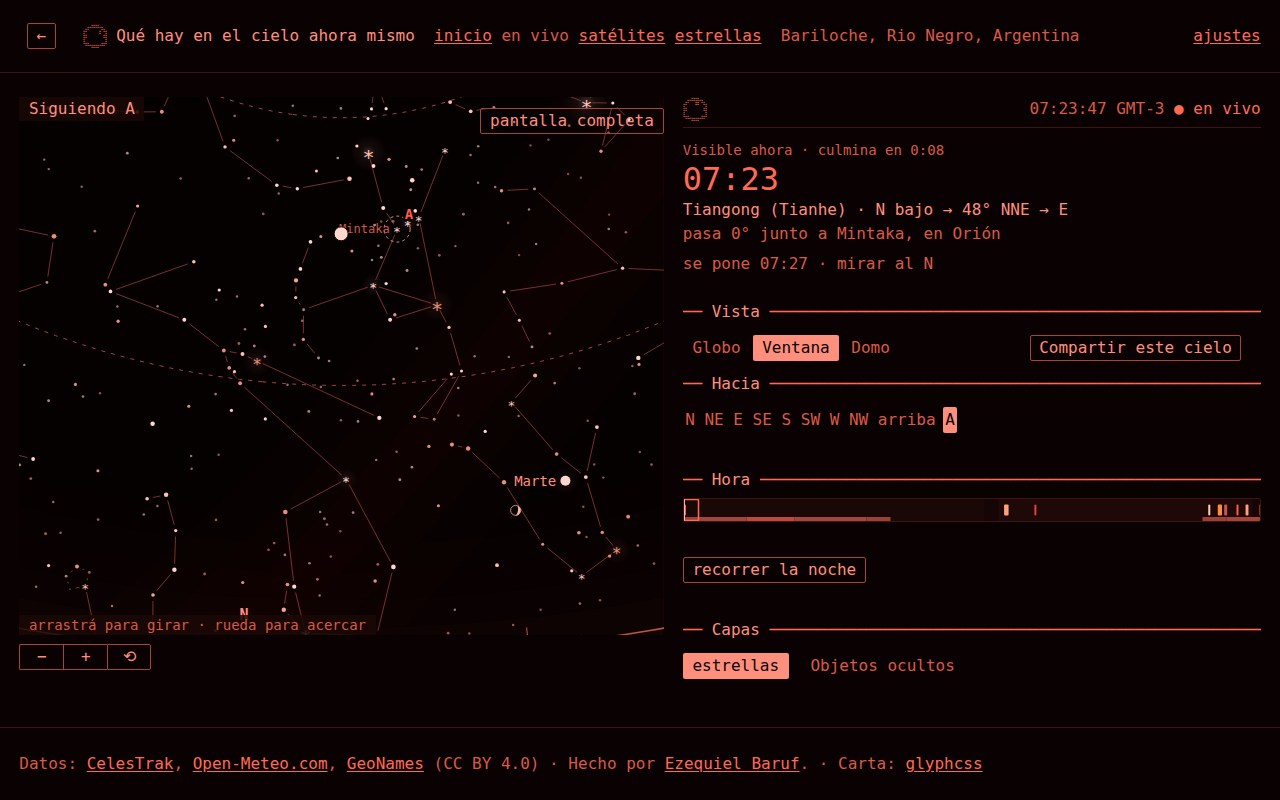 ← Qué hay en el cielo ahora mismo inicio en vivo satélites estrellas Bariloche, Rio Negro, Argentina ajustes
Siguiendo A
pantalla completa
A
Mintaka
Marte
N
arrastrá para girar · rueda para acercar
− + ⟲
07:23:47 GMT-3 ● en vivo
Visible ahora · culmina en 0:08
07:23
Tiangong (Tianhe) · N bajo → 48° NNE → E
pasa 0° junto a Mintaka, en Orión
se pone 07:27 · mirar al N
Vista
Globo Ventana Domo Compartir este cielo
Hacia
N NE E SE S SW W NW arriba A
Hora
recorrer la noche
Capas
estrellas Objetos ocultos
Datos: CelesTrak, Open-Meteo.com, GeoNames (CC BY 4.0) · Hecho por Ezequiel Baruf. · Carta: glyphcss